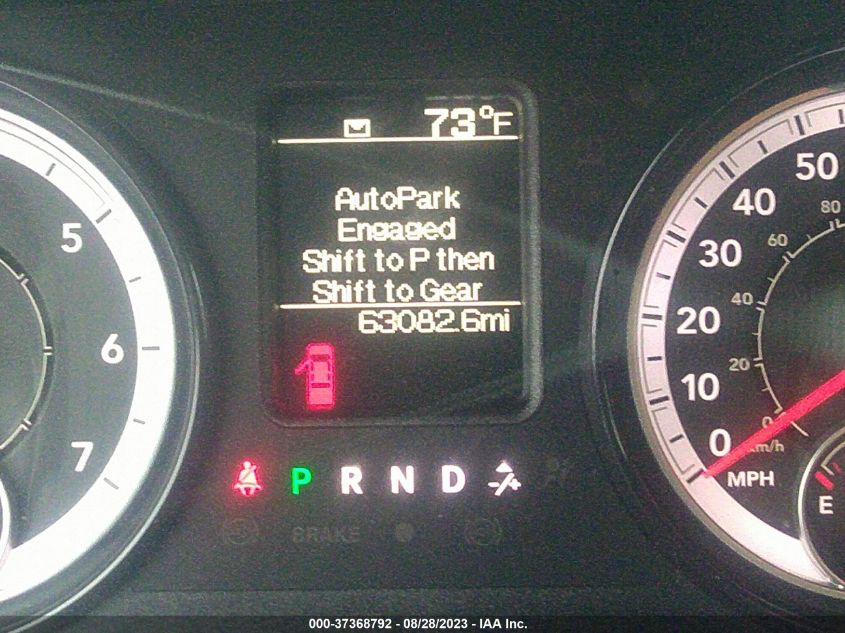 73°F
AutoPark
Engaged
Shift to P then
Shift to Gear
63082.6mi
5
6
7
50
40
30
20
10
0
MPH
80
60
40
20
0
km/h
E
P R N D -/+
BRAKE
000-37368792 - 08/28/2023 - IAA Inc.